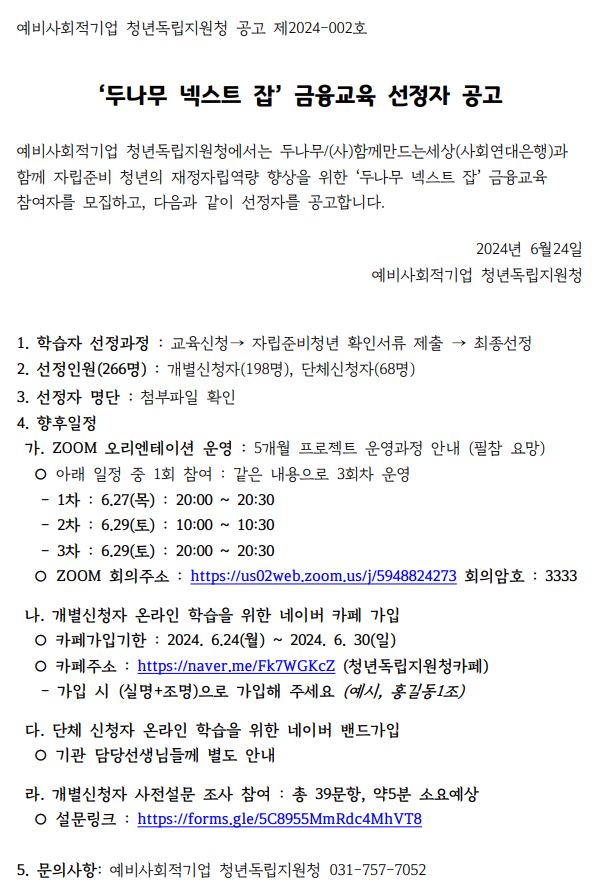 예비사회적기업 청년독립지원청 공고 제2024-002호
‘두나무 넥스트 잡’ 금융교육 선정자 공고
예비사회적기업 청년독립지원청에서는 두나무/(사)함께만드는세상(사회연대은행)과
함께 자립준비 청년의 재정자립역량 향상을 위한 ‘두나무 넥스트 잡’ 금융교육
참여자를 모집하고, 다음과 같이 선정자를 공고합니다.
2024년 6월24일
예비사회적기업 청년독립지원청
1. 학습자 선정과정 : 교육신청→ 자립준비청년 확인서류 제출 → 최종선정
2. 선정인원(266명) : 개별신청자(198명), 단체신청자(68명)
3. 선정자 명단 : 첨부파일 확인
4. 향후일정
가. ZOOM 오리엔테이션 운영 : 5개월 프로젝트 운영과정 안내 (필참 요망)
○ 아래 일정 중 1회 참여 : 같은 내용으로 3회차 운영
- 1차 : 6.27(목) : 20:00 ~ 20:30
- 2차 : 6.29(토) : 10:00 ~ 10:30
- 3차 : 6.29(토) : 20:00 ~ 20:30
○ ZOOM 회의주소 : https://us02web.zoom.us/j/5948824273 회의암호 : 3333
나. 개별신청자 온라인 학습을 위한 네이버 카페 가입
○ 카페가입기한 : 2024. 6.24(월) ~ 2024. 6. 30(일)
○ 카페주소 : https://naver.me/Fk7WGKcZ (청년독립지원청카페)
- 가입 시 (실명+조명)으로 가입해 주세요 (예시, 홍길동1조)
다. 단체 신청자 온라인 학습을 위한 네이버 밴드가입
○ 기관 담당선생님들께 별도 안내
라. 개별신청자 사전설문 조사 참여 : 총 39문항, 약5분 소요예상
○ 설문링크 : https://forms.gle/5C8955MmRdc4MhVT8
5. 문의사항: 예비사회적기업 청년독립지원청 031-757-7052